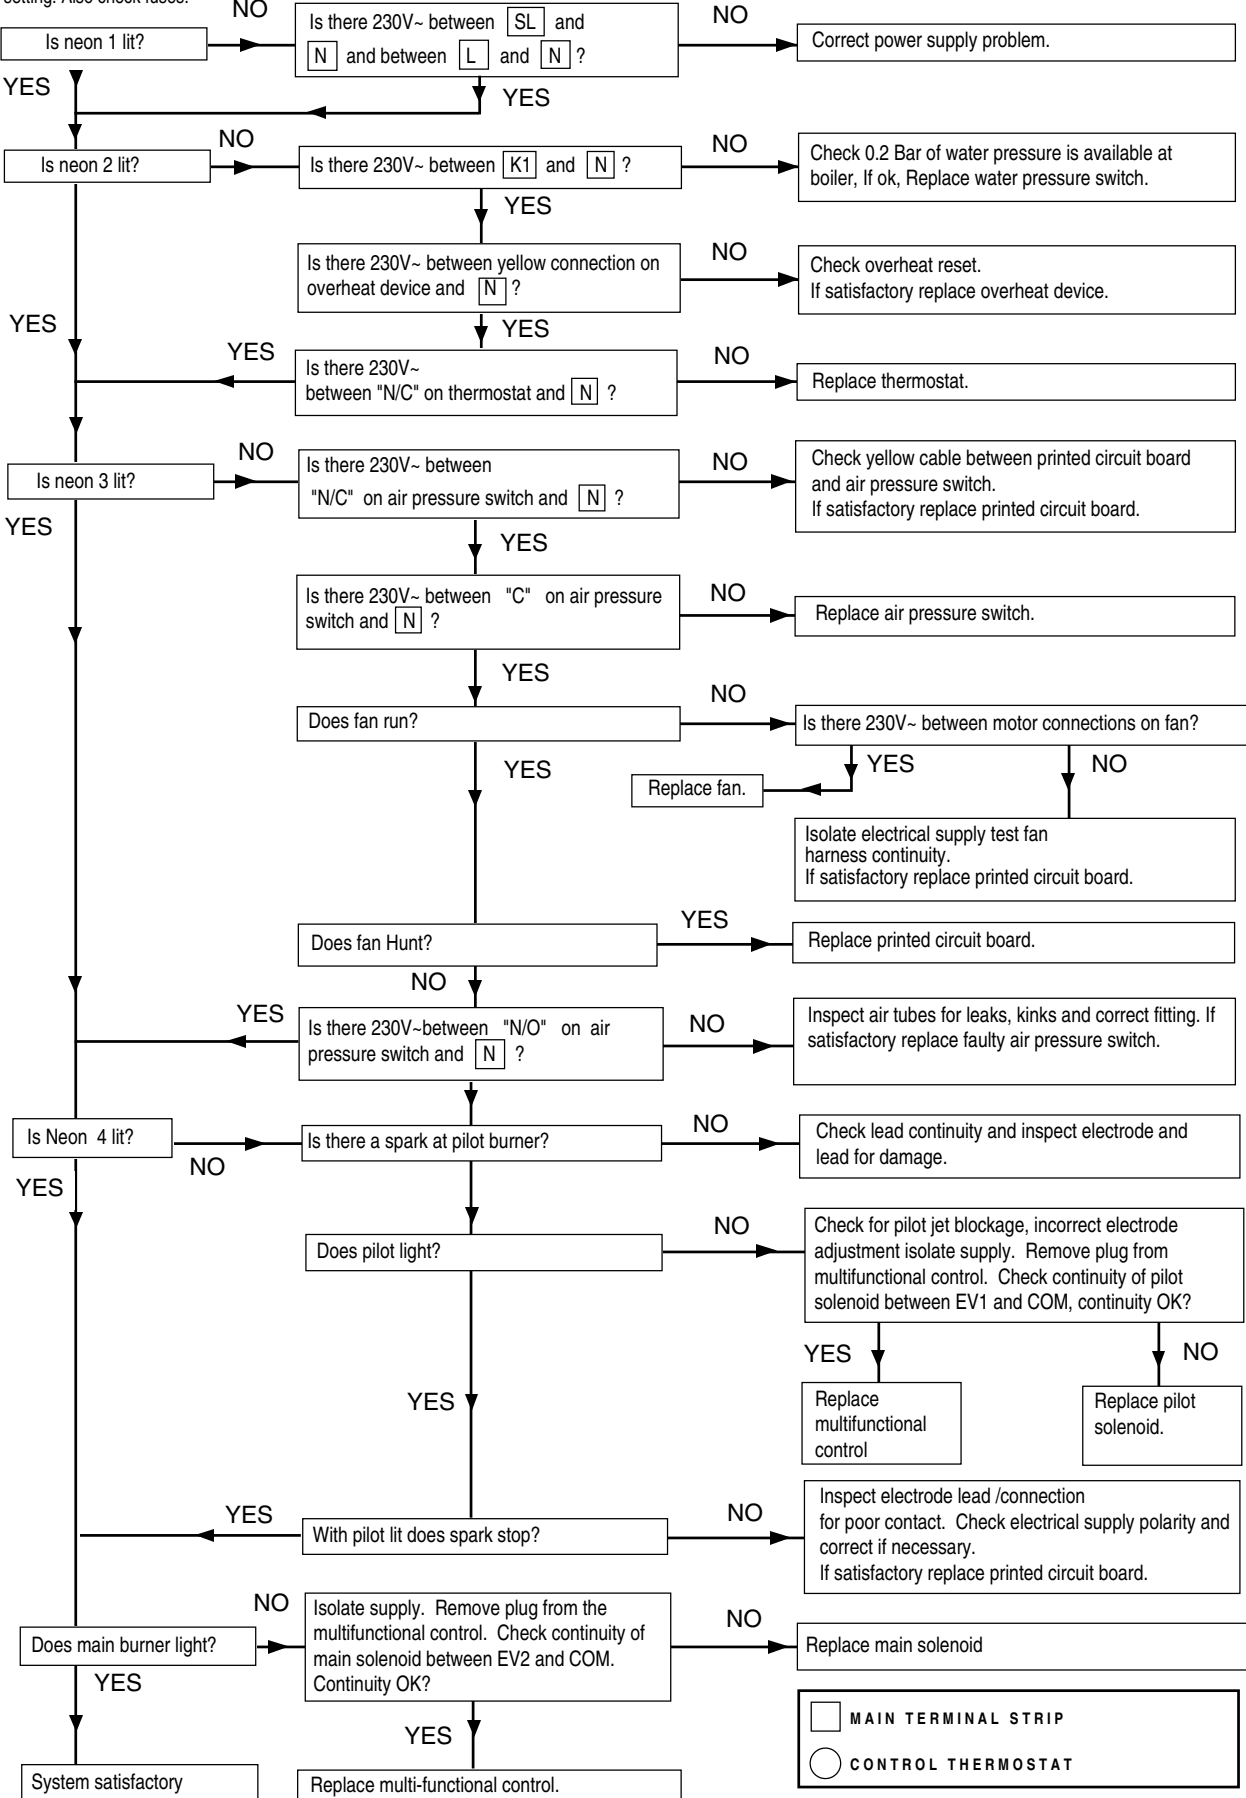 setting. Also check fuses.
NO
Is neon 1 lit?
Is there 230V~ between SL and
N and between L and N ?
NO
Correct power supply problem.
YES
YES
Is neon 2 lit?
NO
Is there 230V~ between K1 and N ?
NO
Check 0.2 Bar of water pressure is available at
boiler, If ok, Replace water pressure switch.
YES
Is there 230V~ between yellow connection on
overheat device and N ?
NO
Check overheat reset.
If satisfactory replace overheat device.
YES
YES
YES
Is there 230V~
between "N/C" on thermostat and N ?
NO
Replace thermostat.
Is neon 3 lit?
NO
Is there 230V~ between
"N/C" on air pressure switch and N ?
NO
Check yellow cable between printed circuit board
and air pressure switch.
If satisfactory replace printed circuit board.
YES
YES
Is there 230V~ between "C" on air pressure
switch and N ?
NO
Replace air pressure switch.
YES
Does fan run?
NO
Is there 230V~ between motor connections on fan?
YES
YES
NO
Replace fan.
Isolate electrical supply test fan
harness continuity.
If satisfactory replace printed circuit board.
Does fan Hunt?
YES
Replace printed circuit board.
NO
YES
Is there 230V~between "N/O" on air
pressure switch and N ?
NO
Inspect air tubes for leaks, kinks and correct fitting. If
satisfactory replace faulty air pressure switch.
Is Neon 4 lit?
NO
Is there a spark at pilot burner?
NO
Check lead continuity and inspect electrode and
lead for damage.
YES
Does pilot light?
NO
Check for pilot jet blockage, incorrect electrode
adjustment isolate supply. Remove plug from
multifunctional control. Check continuity of pilot
solenoid between EV1 and COM, continuity OK?
YES
NO
YES
Replace
multifunctional
control
Replace pilot
solenoid.
YES
With pilot lit does spark stop?
NO
Inspect electrode lead /connection
for poor contact. Check electrical supply polarity and
correct if necessary.
If satisfactory replace printed circuit board.
Does main burner light?
NO
Isolate supply. Remove plug from the
multifunctional control. Check continuity of
main solenoid between EV2 and COM.
Continuity OK?
NO
Replace main solenoid
YES
YES
MAIN TERMINAL STRIP
CONTROL THERMOSTAT
System satisfactory
Replace multi-functional control.